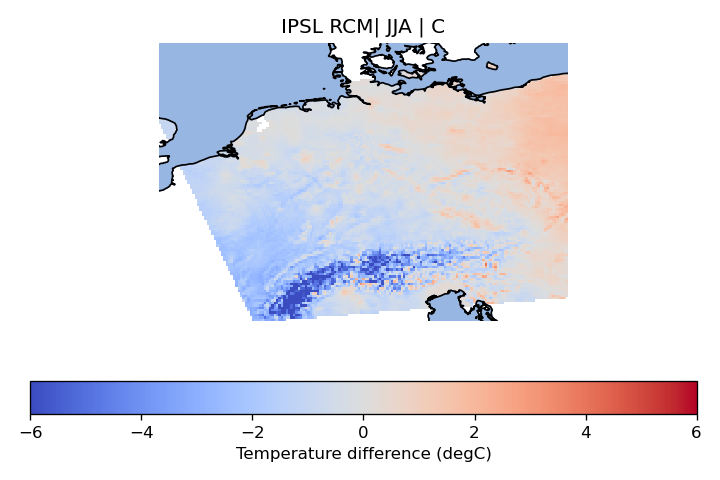 IPSL RCM| JJA | C
−6 −4 −2 0 2 4 6
Temperature difference (degC)